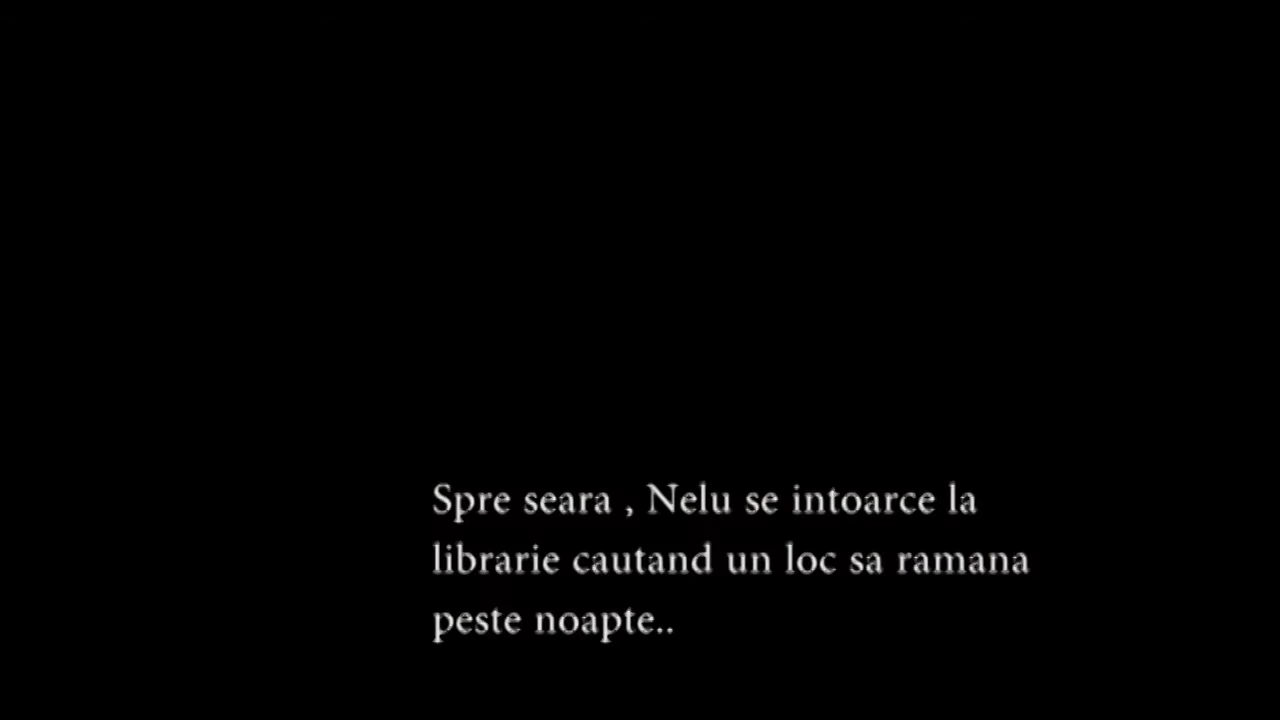 Spre seara , Nelu se intoarce la
librarie cautand un loc sa ramana
peste noapte..